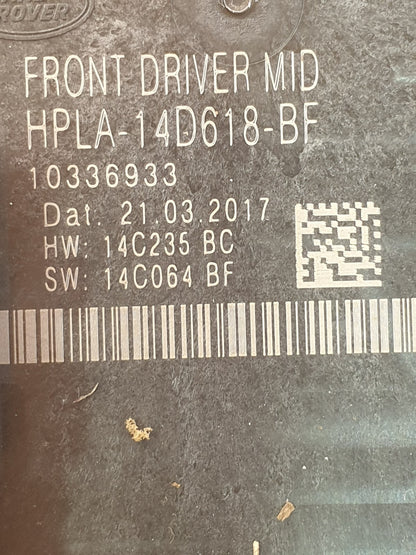 ROVER
FRONT DRIVER MID
HPLA-14D618-BF
10336933
Dat. 21.03.2017
HW: 14C235 BC
SW: 14C064 BF